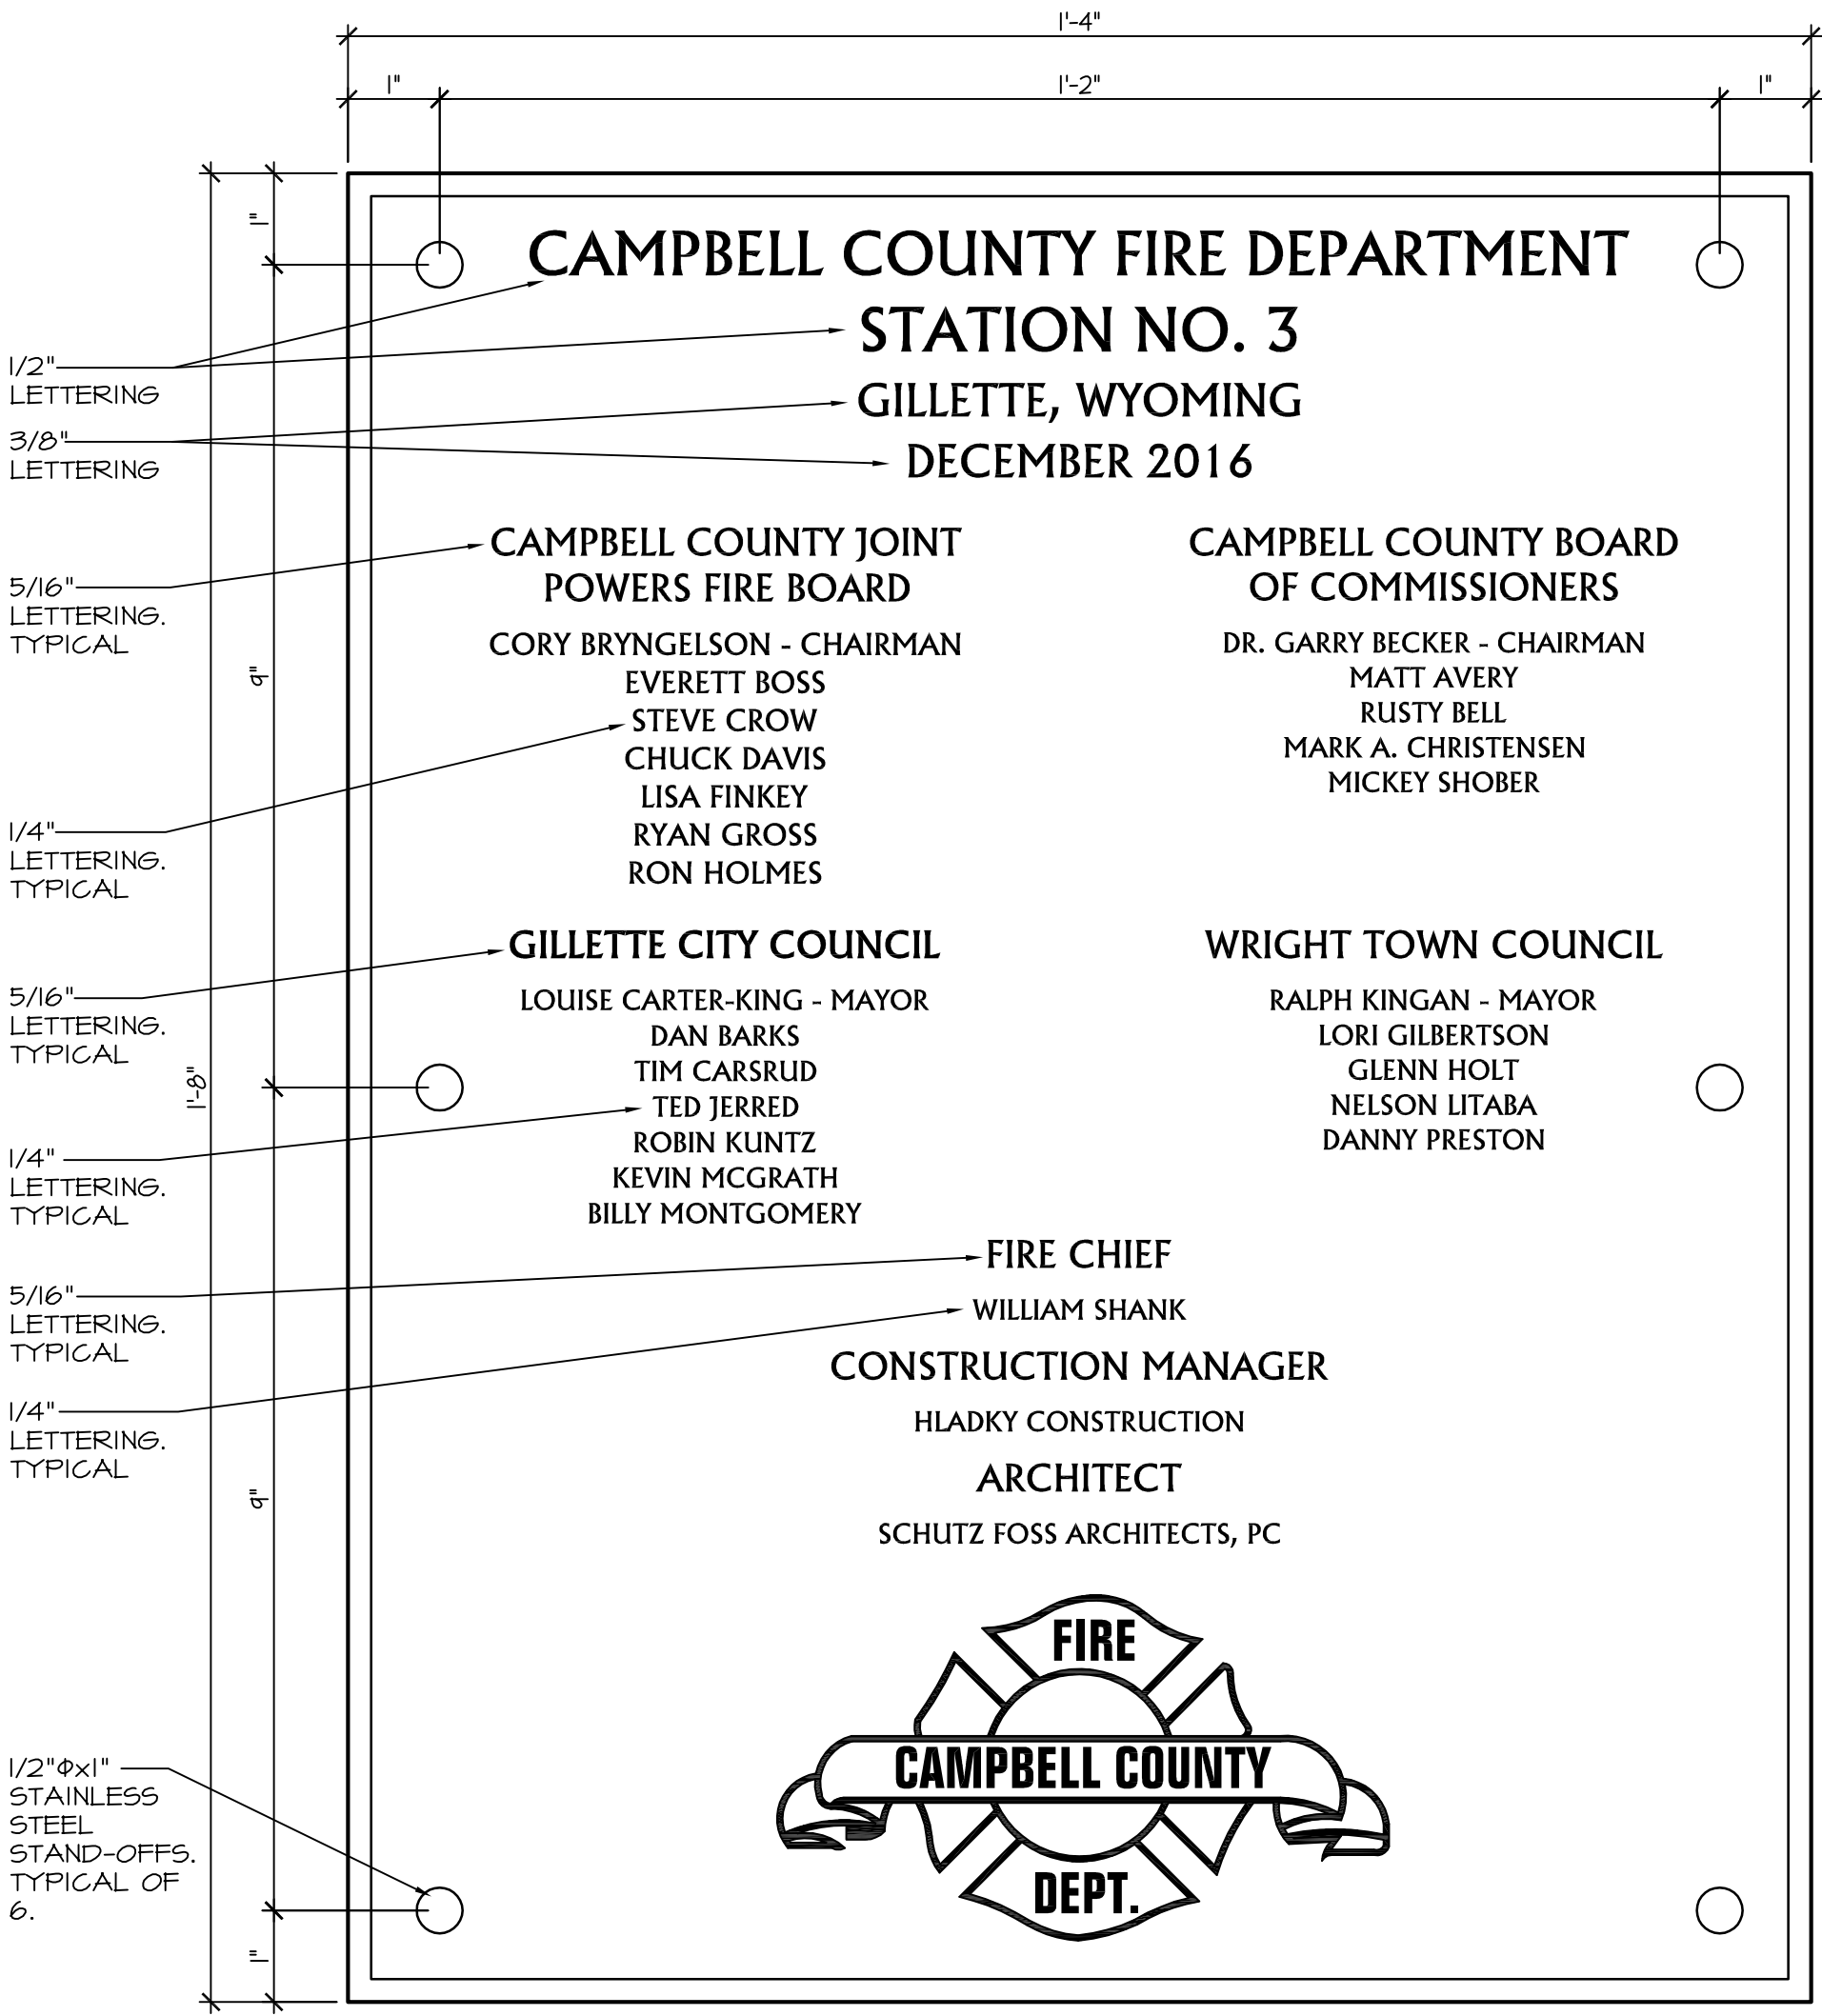 1'-4"
1"
1'-2"
1"
1"
CAMPBELL COUNTY FIRE DEPARTMENT
STATION NO. 3
1/2"
LETTERING
GILLETTE, WYOMING
3/8"
LETTERING
DECEMBER 2016
CAMPBELL COUNTY JOINT
POWERS FIRE BOARD
5/16"
LETTERING.
TYPICAL
CORY BRYNGELSON - CHAIRMAN
EVERETT BOSS
STEVE CROW
CHUCK DAVIS
LISA FINKEY
RYAN GROSS
RON HOLMES
CAMPBELL COUNTY BOARD
OF COMMISSIONERS
DR. GARRY BECKER - CHAIRMAN
MATT AVERY
RUSTY BELL
MARK A. CHRISTENSEN
MICKEY SHOBER
9"
1/4"
LETTERING.
TYPICAL
GILLETTE CITY COUNCIL
5/16"
LETTERING.
TYPICAL
LOUISE CARTER-KING - MAYOR
DAN BARKS
TIM CARSRUD
TED JERRED
ROBIN KUNTZ
KEVIN MCGRATH
BILLY MONTGOMERY
WRIGHT TOWN COUNCIL
RALPH KINGAN - MAYOR
LORI GILBERTSON
GLENN HOLT
NELSON LITABA
DANNY PRESTON
1'-8"
1/4"
LETTERING.
TYPICAL
FIRE CHIEF
5/16"
LETTERING.
TYPICAL
WILLIAM SHANK
CONSTRUCTION MANAGER
1/4"
LETTERING.
TYPICAL
HLADKY CONSTRUCTION
ARCHITECT
9"
SCHUTZ FOSS ARCHITECTS, PC
FIRE
CAMPBELL COUNTY
DEPT.
1/2"ΦX1"
STAINLESS
STEEL
STAND-OFFS.
TYPICAL OF
6.
1"